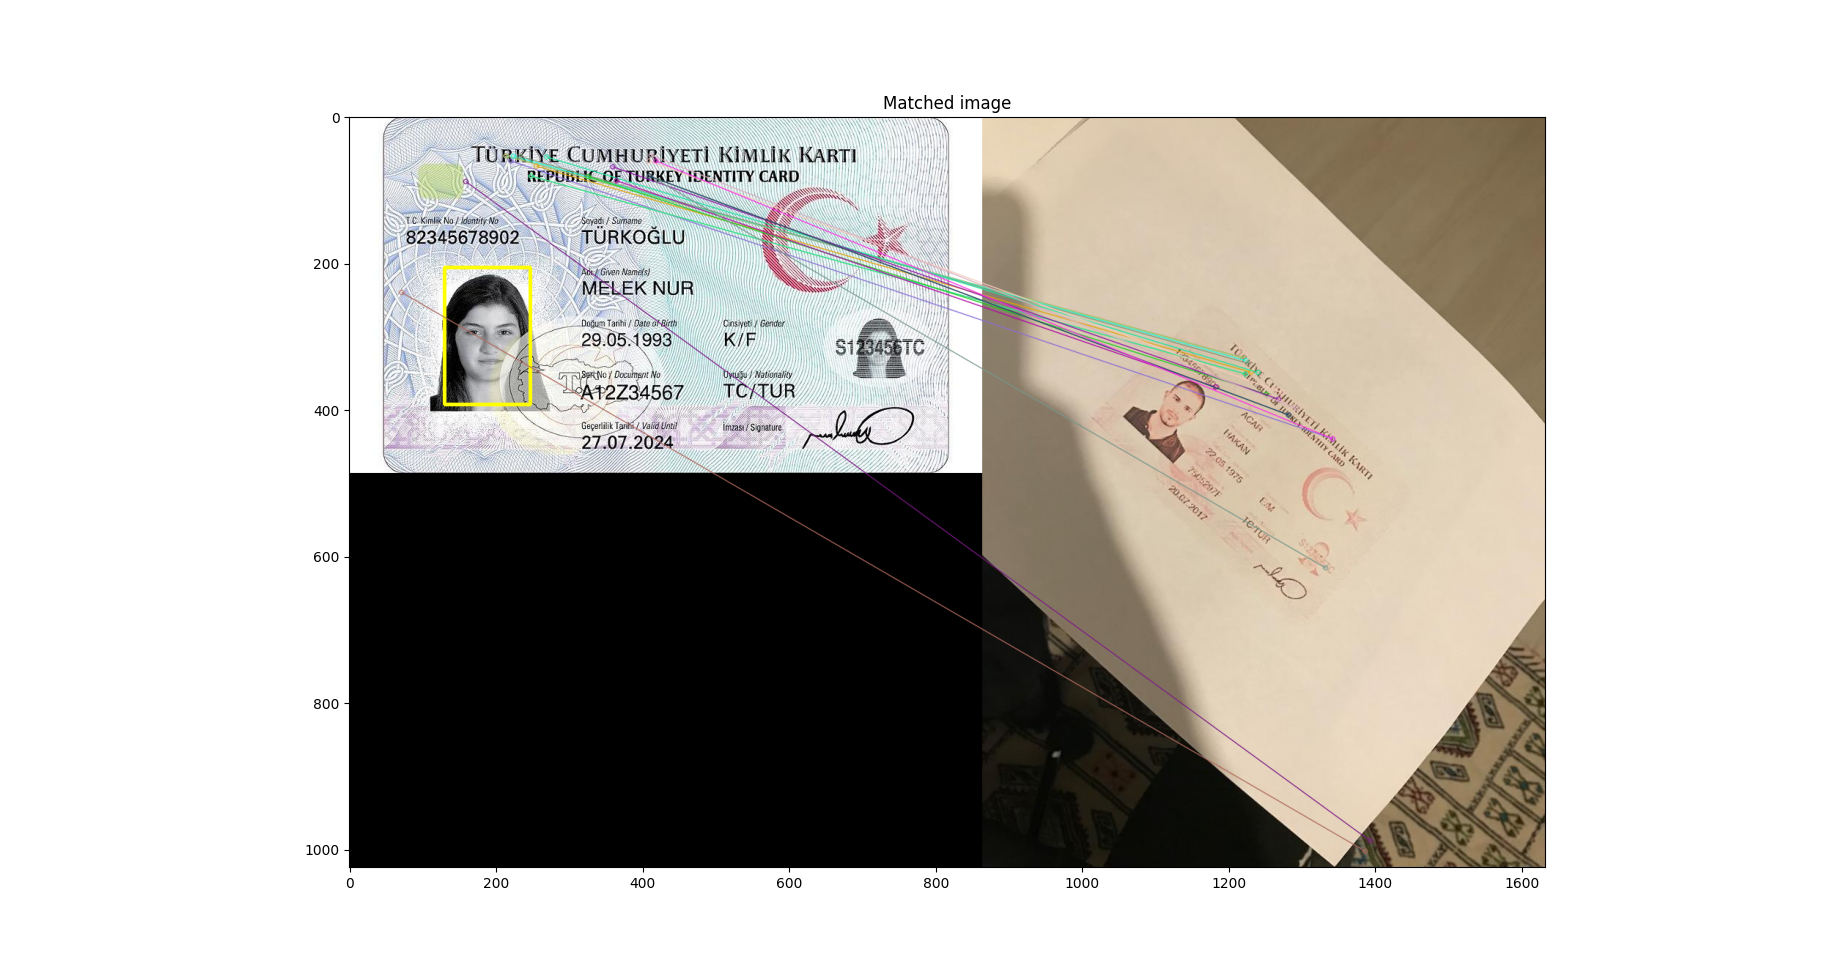 Matched image
0
200
400
600
800
1000
0 200 400 600 800 1000 1200 1400 1600
TÜRKİYE CUMHURİYETİ KİMLİK KARTI
REPUBLIC OF TURKEY IDENTITY CARD
T.C. Kimlik No / Identity No
82345678902
Soyadı / Surname
TÜRKOĞLU
Adı / Given Name(s)
MELEK NUR
Doğum Tarihi / Date of Birth
29.05.1993
Cinsiyeti / Gender
K/F
Seri No / Document No
A12Z34567
Uyruğu / Nationality
TC/TUR
Geçerlilik Tarihi / Valid Until
27.07.2024
İmzası / Signature
S123456TC
TÜRKİYE CUMHURİYETİ KİMLİK KARTI
REPUBLIC OF TURKEY IDENTITY CARD
ACAR
HAKAN
22.05.1975
E/M
TC/TUR
20.07.2017